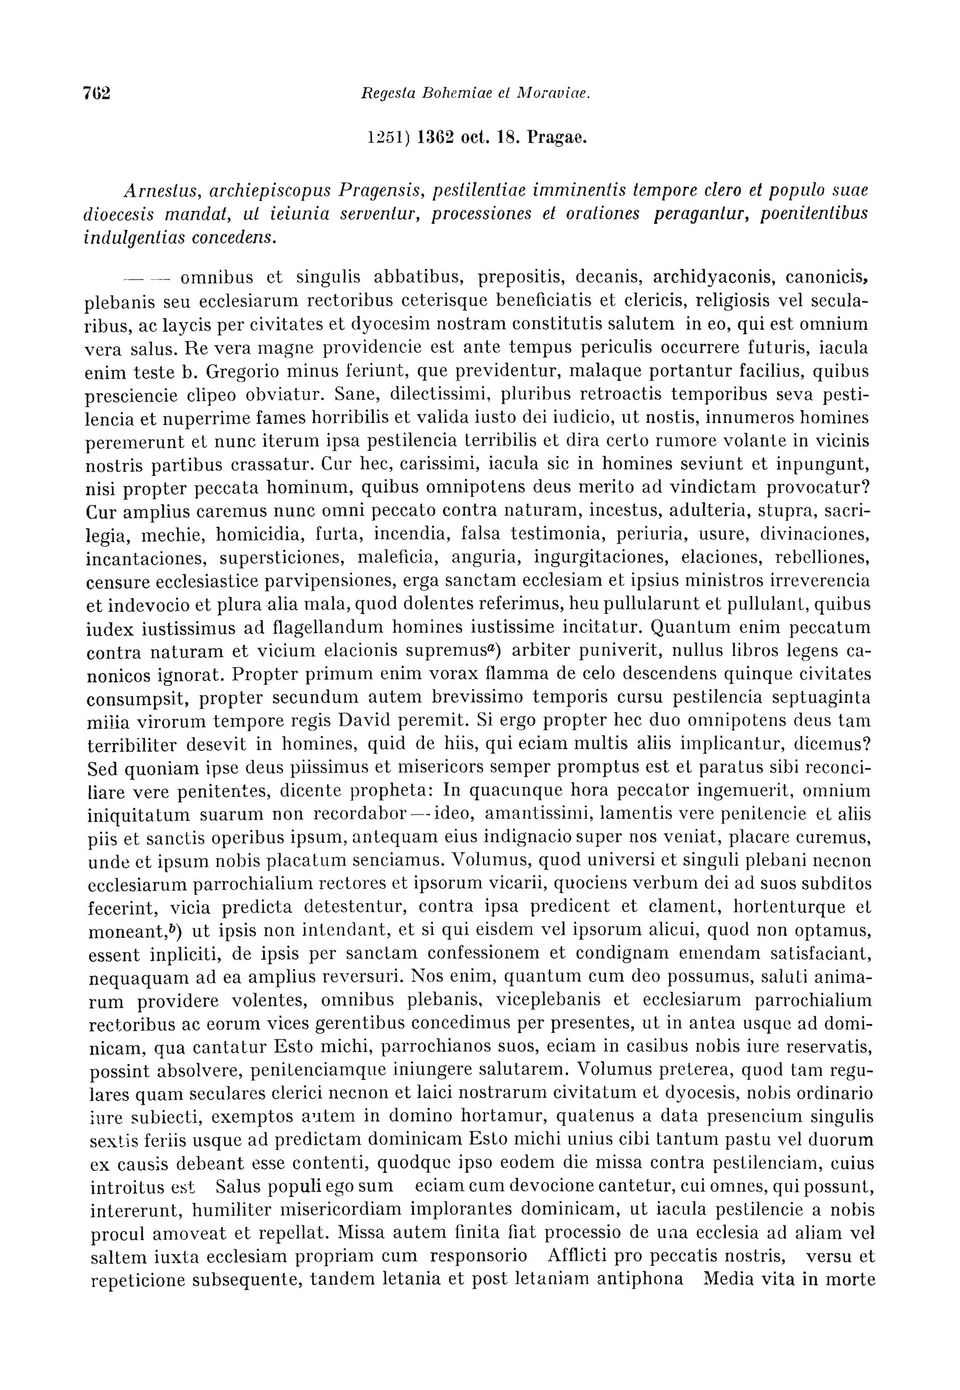 762 Regesta Bohemiae et Moraviae.
1251) 1362 oct. 18. Pragae.
Arnestus, archiepiscopus Pragensis, pestilentiae imminentis tempore clero et populo suae
dioecesis mandat, ut ieiunia serventur, processiones et orationes peragantur, poenitentibus
indulgentias concedens.
— — omnibus et singulis abbatibus, prepositis, decanis, archidyaconis, canonicis,
plebanis seu ecclesiarum rectoribus ceterisque beneficiatis et clericis, religiosis vel secula-
ribus, ac laycis per civitates et dyocesim nostram constitutis salutem in eo, qui est omnium
vera salus. Re vera magne providencie est ante tempus periculis occurrere futuris, iacula
enim teste b. Gregorio minus feriunt, que previdentur, malaque portantur facilius, quibus
presciencie clipeo obviatur. Sane, dilectissimi, pluribus retroactis temporibus seva pesti-
lencia et nuperrime fames horribilis et valida iusto dei iudicio, ut nostis, innumeros homines
peremerunt et nunc iterum ipsa pestilencia terribilis et dira certo rumore volante in vicinis
nostris partibus crassatur. Cur hec, carissimi, iacula sic in homines seviunt et inpungunt,
nisi propter peccata hominum, quibus omnipotens deus merito ad vindictam provocatur?
Cur amplius caremus nunc omni peccato contra naturam, incestus, adulteria, stupra, sacri-
legia, mechie, homicidia, furta, incendia, falsa testimonia, periuria, usure, divinaciones,
incantaciones, supersticiones, maleficia, anguria, ingurgitaciones, elaciones, rebelliones,
censure ecclesiastice parvipensiones, erga sanctam ecclesiam et ipsius ministros irreverencia
et indevocio et plura alia mala, quod dolentes referimus, heu pullularunt et pullulant, quibus
iudex iustissimus ad flagellandum homines iustissime incitatur. Quantum enim peccatum
contra naturam et vicium elacionis supremus a) arbiter puniverit, nullus libros legens ca-
nonicos ignorat. Propter primum enim vorax flamma de celo descendens quinque civitates
consumpsit, propter secundum autem brevissimo temporis cursu pestilencia septuaginta
milia virorum tempore regis David peremit. Si ergo propter hec duo omnipotens deus tam
terribiliter desevit in homines, quid de hiis, qui eciam multis aliis implicantur, dicemus?
Sed quoniam ipse deus piissimus et misericors semper promptus est et paratus sibi reconci-
liare vere penitentes, dicente propheta: In quacunque hora peccator ingemuerit, omnium
iniquitatum suarum non recordabor — ideo, amantissimi, lamentis vere penitencie et aliis
piis et sanctis operibus ipsum, antequam eius indignacio super nos veniat, placare curemus,
unde et ipsum nobis placatum senciamus. Volumus, quod universi et singuli plebani necnon
ecclesiarum parrochialium rectores et ipsorum vicarii, quociens verbum dei ad suos subditos
fecerint, vicia predicta detestentur, contra ipsa predicent et clament, hortenturque et
moneant, b) ut ipsis non intendant, et si qui eisdem vel ipsorum alicui, quod non optamus,
essent inpliciti, de ipsis per sanctam confessionem et condignam emendam satisfaciant,
nequaquam ad ea amplius reversuri. Nos enim, quantum cum deo possumus, saluti anima-
rum providere volentes, omnibus plebanis, viceplebanis et ecclesiarum parrochialium
rectoribus ac eorum vices gerentibus concedimus per presentes, ut in antea usque ad domi-
nicam, qua cantatur Esto michi, parrochianos suos, eciam in casibus nobis iure reservatis,
possint absolvere, penitenciamque iniungere salutarem. Volumus preterea, quod tam regu-
lares quam seculares clerici necnon et laici nostrarum civitatum et dyocesis, nobis ordinario
iure subiecti, exemptos autem in domino hortamur, quatenus a data presencium singulis
sextis feriis usque ad predictam dominicam Esto michi unius cibi tantum pastu vel duorum
ex causis debeant esse contenti, quodque ipso eodem die missa contra pestilenciam, cuius
introitus est Salus populi ego sum eciam cum devocione cantetur, cui omnes, qui possunt,
intererunt, humiliter misericordiam implorantes dominicam, ut iacula pestilencie a nobis
procul amoveat et repellat. Missa autem finita fiat processio de una ecclesia ad aliam vel
saltem iuxta ecclesiam propriam cum responsorio Afflicti pro peccatis nostris, versu et
repeticione subsequente, tandem letania et post letaniam antiphona Media vita in morte